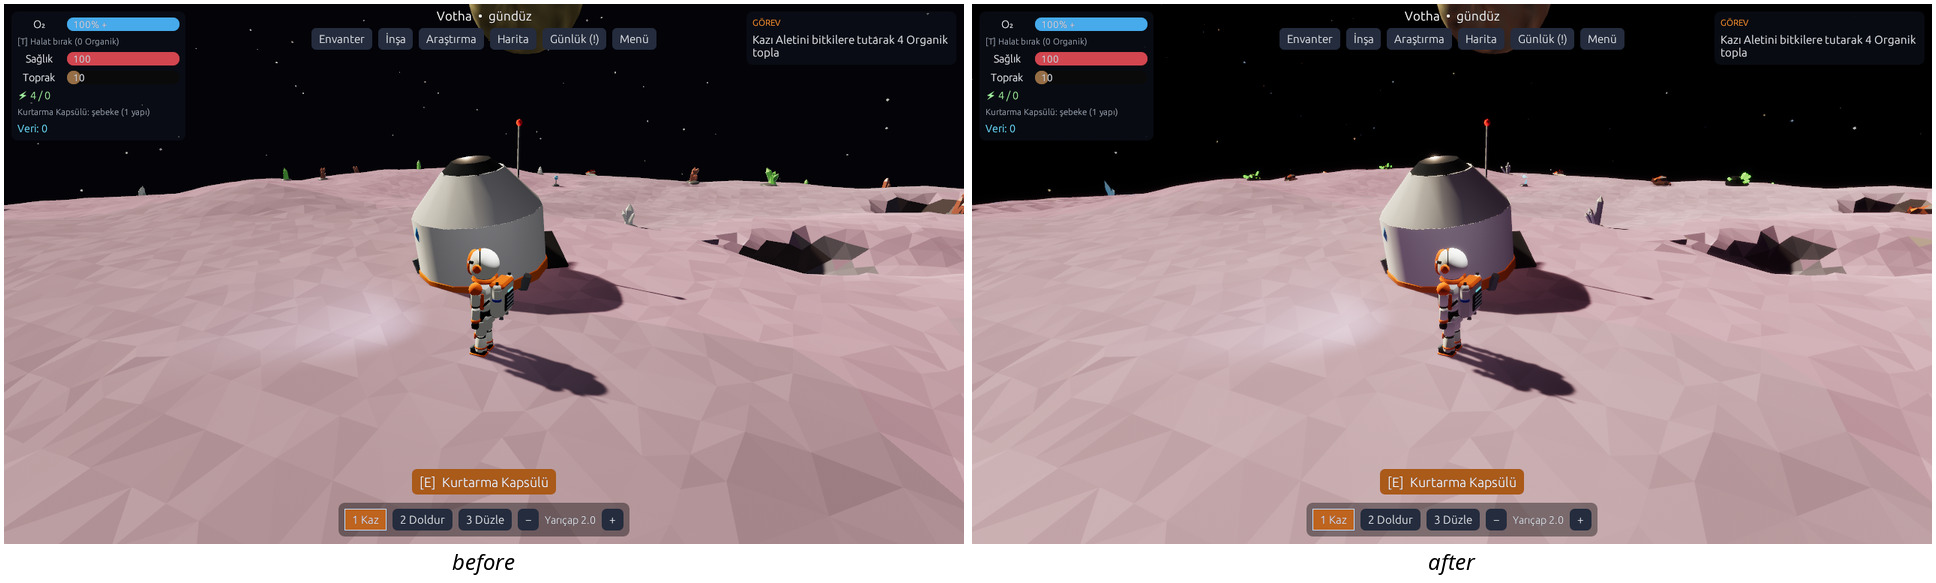 Votha • gündüz
O₂ 100% +
[T] Halat bırak (0 Organik)
Sağlık 100
Toprak 10
4 / 0
Kurtarma Kapsülü: şebeke (1 yapı)
Veri: 0
Envanter İnşa Araştırma Harita Günlük (!) Menü
GÖREV
Kazı Aletini bitkilere tutarak 4 Organik
topla
[E] Kurtarma Kapsülü
1 Kaz 2 Doldur 3 Düzle − Yarıçap 2.0 +
before
Votha • gündüz
O₂ 100% +
[T] Halat bırak (0 Organik)
Sağlık 100
Toprak 10
4 / 0
Kurtarma Kapsülü: şebeke (1 yapı)
Veri: 0
Envanter İnşa Araştırma Harita Günlük (!) Menü
GÖREV
Kazı Aletini bitkilere tutarak 4 Organik
topla
[E] Kurtarma Kapsülü
1 Kaz 2 Doldur 3 Düzle − Yarıçap 2.0 +
after